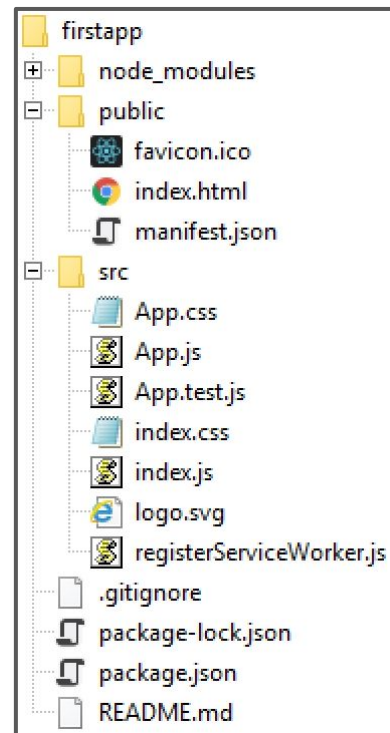 firstapp
node_modules
public
favicon.ico
index.html
manifest.json
src
App.css
App.js
App.test.js
index.css
index.js
logo.svg
registerServiceWorker.js
.gitignore
package-lock.json
package.json
README.md